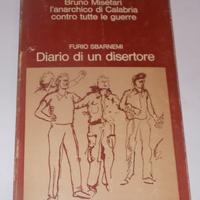 Bruno Misefari
l'anarchico di Calabria
contro tutte le guerre
FURIO SBARNEMI
Diario di un disertore